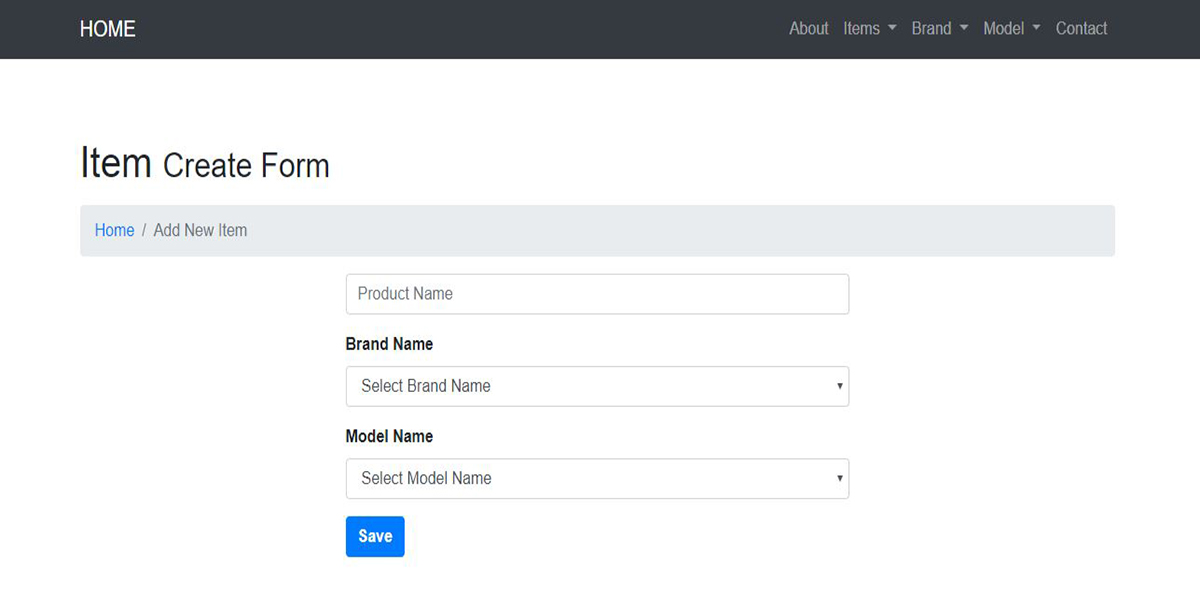 HOME About Items Brand Model Contact
Item Create Form
Home / Add New Item
Product Name
Brand Name
Select Brand Name
Model Name
Select Model Name
Save